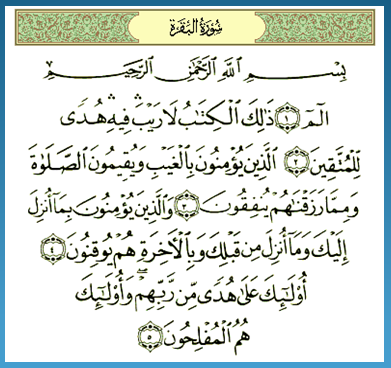 سُورَةُ البَقَرَةِ
بِسْمِ ٱللَّهِ ٱلرَّحْمَٰنِ ٱلرَّحِيمِ
الٓمٓ ١ ذَٰلِكَ ٱلْكِتَٰبُ لَا رَيْبَ ۛ فِيهِ ۛ هُدًى
لِّلْمُتَّقِينَ ٢ ٱلَّذِينَ يُؤْمِنُونَ بِٱلْغَيْبِ وَيُقِيمُونَ ٱلصَّلَوٰةَ
وَمِمَّا رَزَقْنَٰهُمْ يُنفِقُونَ ٣ وَٱلَّذِينَ يُؤْمِنُونَ بِمَآ أُنزِلَ
إِلَيْكَ وَمَآ أُنزِلَ مِن قَبْلِكَ وَبِٱلْءَاخِرَةِ هُمْ يُوقِنُونَ ٤
أُو۟لَٰٓئِكَ عَلَىٰ هُدًى مِّن رَّبِّهِمْ ۖ وَأُو۟لَٰٓئِكَ
هُمُ ٱلْمُفْلِحُونَ ٥